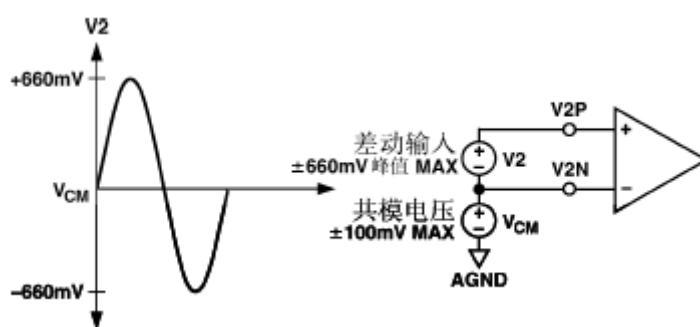 V2
+660mV
VCM
−660mV
差动输入
±660mV 峰值 MAX
V2
共模电压
±100mV MAX
VCM
AGND
V2P
V2N
+
−
+
−
+
−